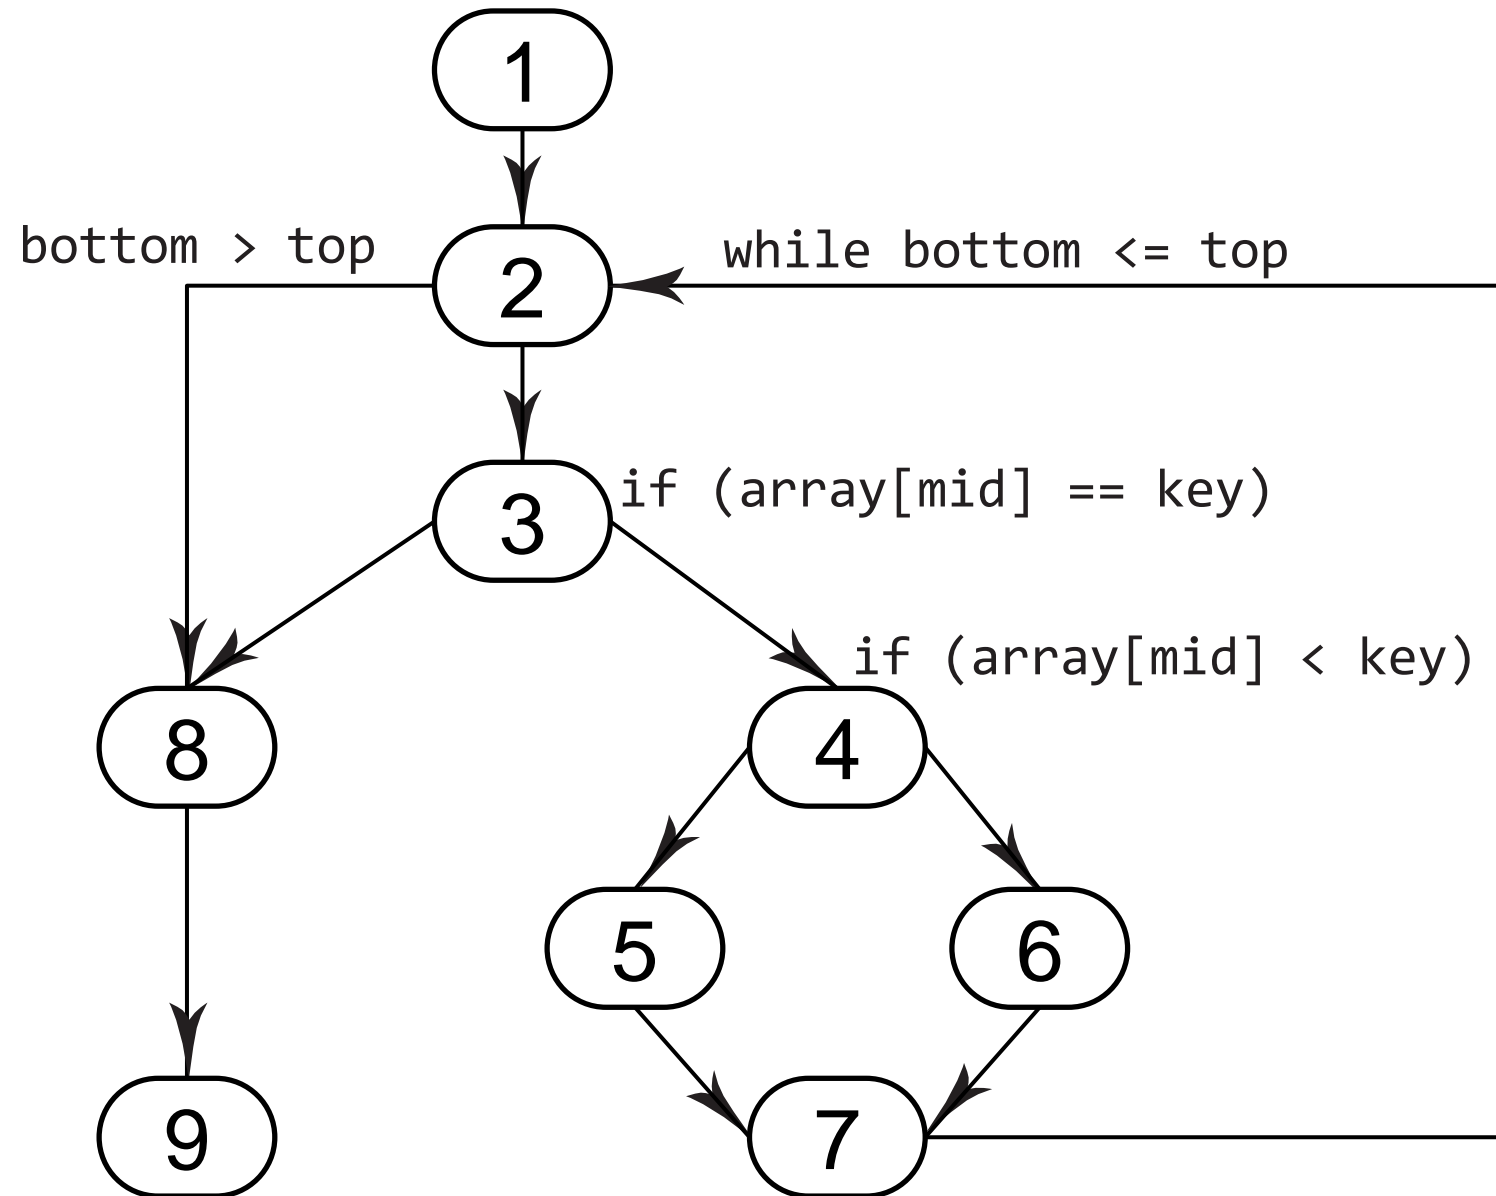 1
bottom > top
while bottom <= top
2
3
if (array[mid] == key)
if (array[mid] < key)
8
4
5
6
9
7